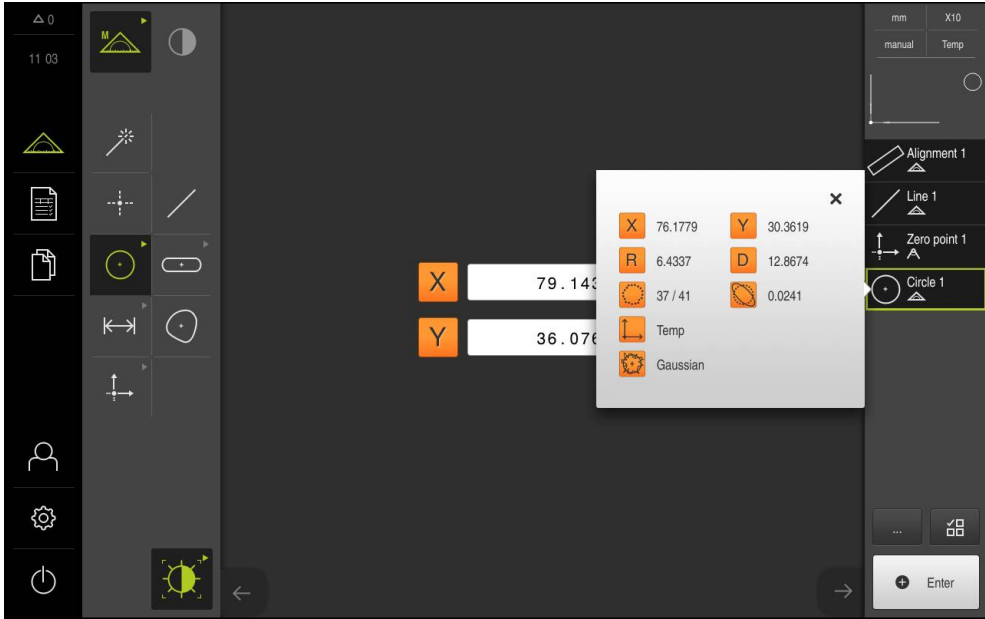 0
11 03
M
mm X10
manual Temp
Alignment 1
Line 1
Zero point 1
Circle 1
X 79.143
Y 36.076
X 76.1779 Y 30.3619
R 6.4337 D 12.8674
37 / 41 0.0241
Temp
Gaussian
...
Enter